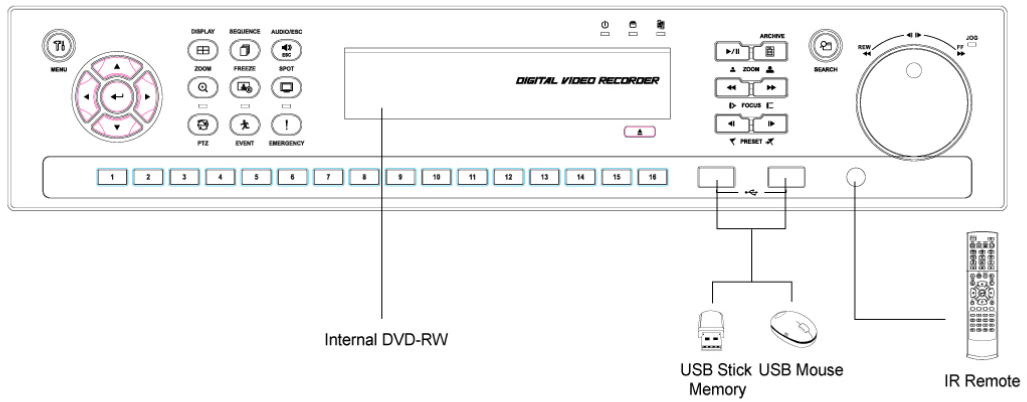 DISPLAY SEQUENCE AUDIO/ESC
ESC
MENU
ZOOM FREEZE SPOT
PTZ EVENT EMERGENCY
DIGITAL VIDEO RECORDER
ARCHIVE
ZOOM
FOCUS
PRESET
SEARCH
REW
FF
JOG
1 2 3 4 5 6 7 8 9 10 11 12 13 14 15 16
Internal DVD-RW
USB Stick
Memory
USB Mouse
IR Remote